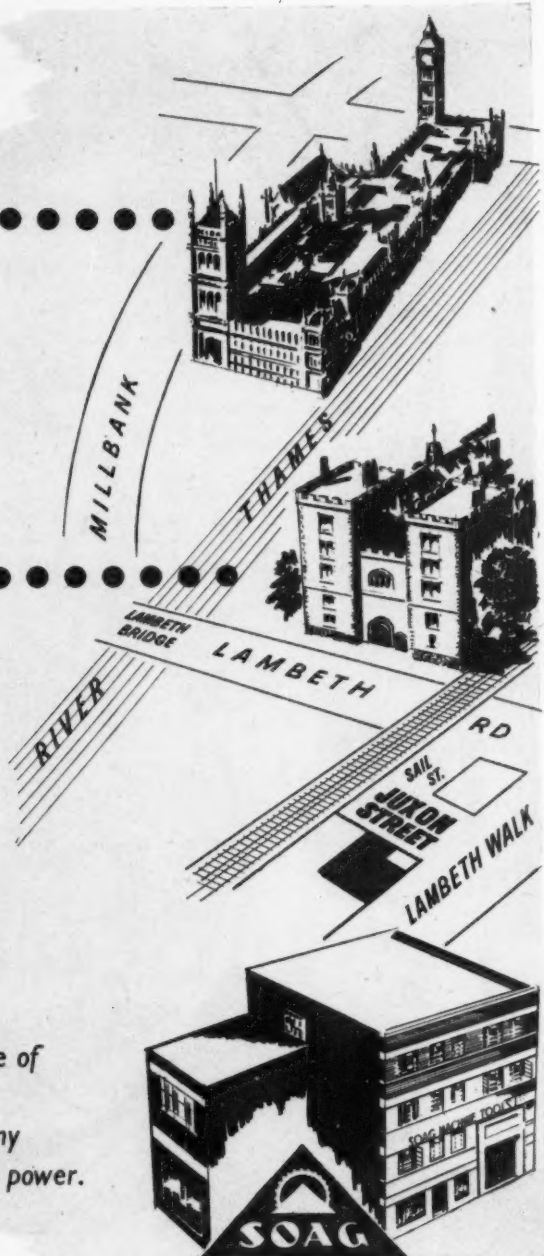 MILLBANK
THAMES
LAMBETH
BRIDGE
LAMBETH
RD
RIVER
SAIL
ST.
JUXON
STREET
LAMBETH WALK
e of
ny
power.
SOAG MACHINE TOOLS
SOAG